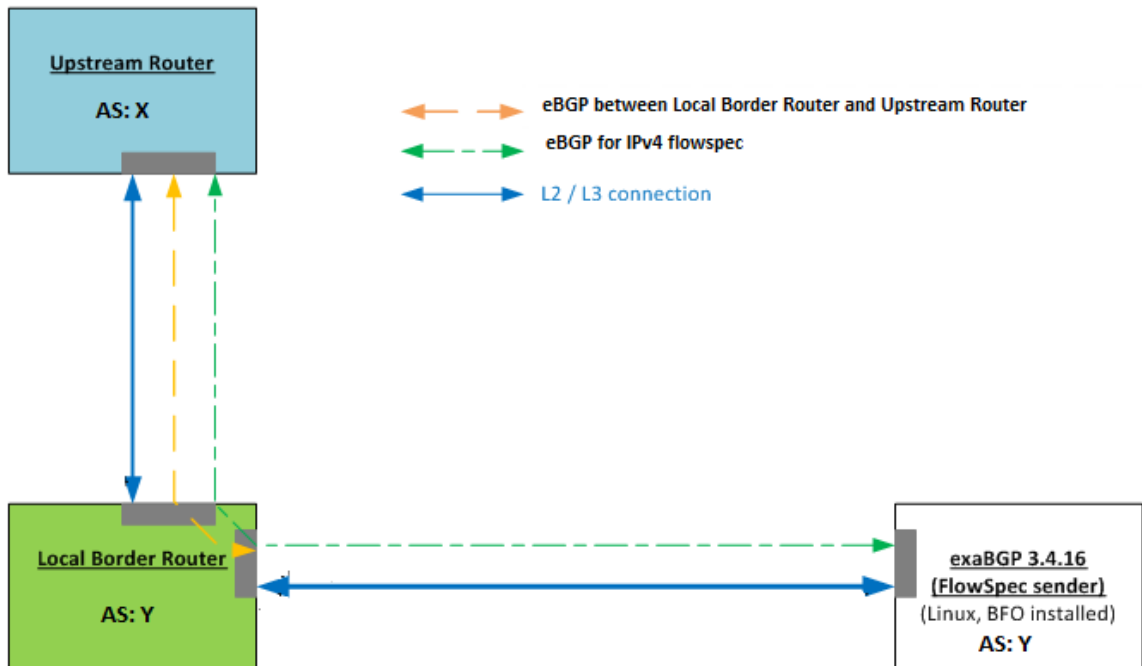 Upstream Router
AS: X
eBGP between Local Border Router and Upstream Router
eBGP for IPv4 flowspec
L2 / L3 connection
Local Border Router
AS: Y
exaBGP 3.4.16
(FlowSpec sender)
(Linux, BFO installed)
AS: Y